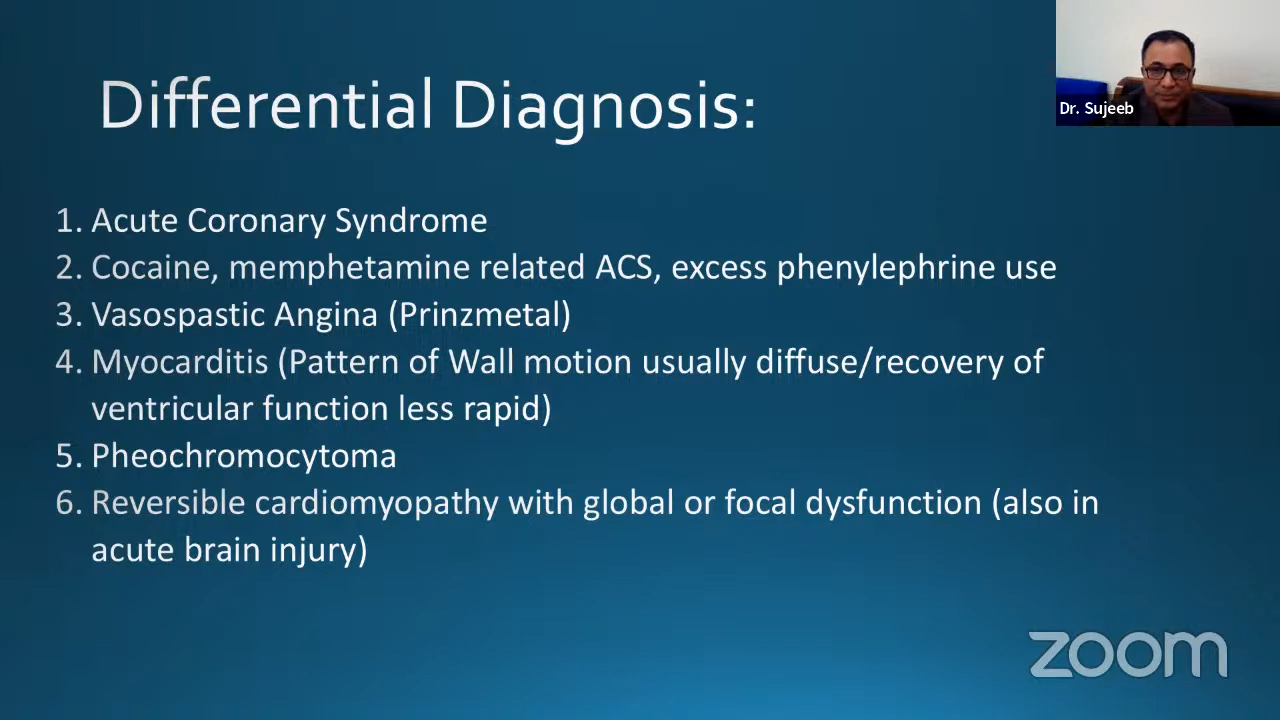 Dr. Sujeeb
Differential Diagnosis:
1. Acute Coronary Syndrome
2. Cocaine, memphetamine related ACS, excess phenylephrine use
3. Vasospastic Angina (Prinzmetal)
4. Myocarditis (Pattern of Wall motion usually diffuse/recovery of
ventricular function less rapid)
5. Pheochromocytoma
6. Reversible cardiomyopathy with global or focal dysfunction (also in
acute brain injury)
zoom